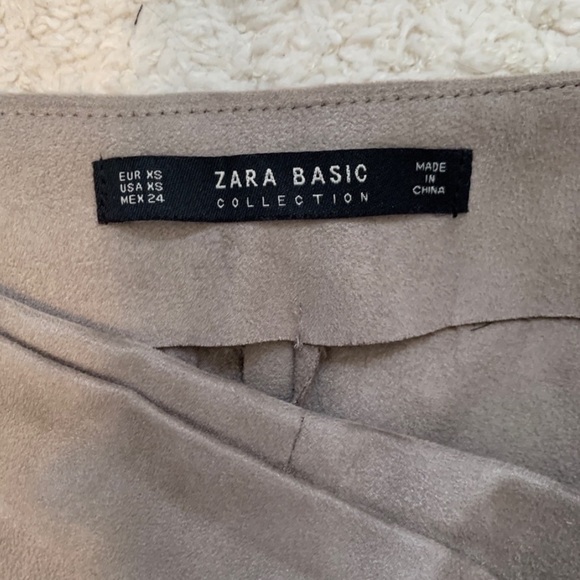 EUR XS
USA XS
MEX 24
ZARA BASIC
COLLECTION
MADE
IN
CHINA